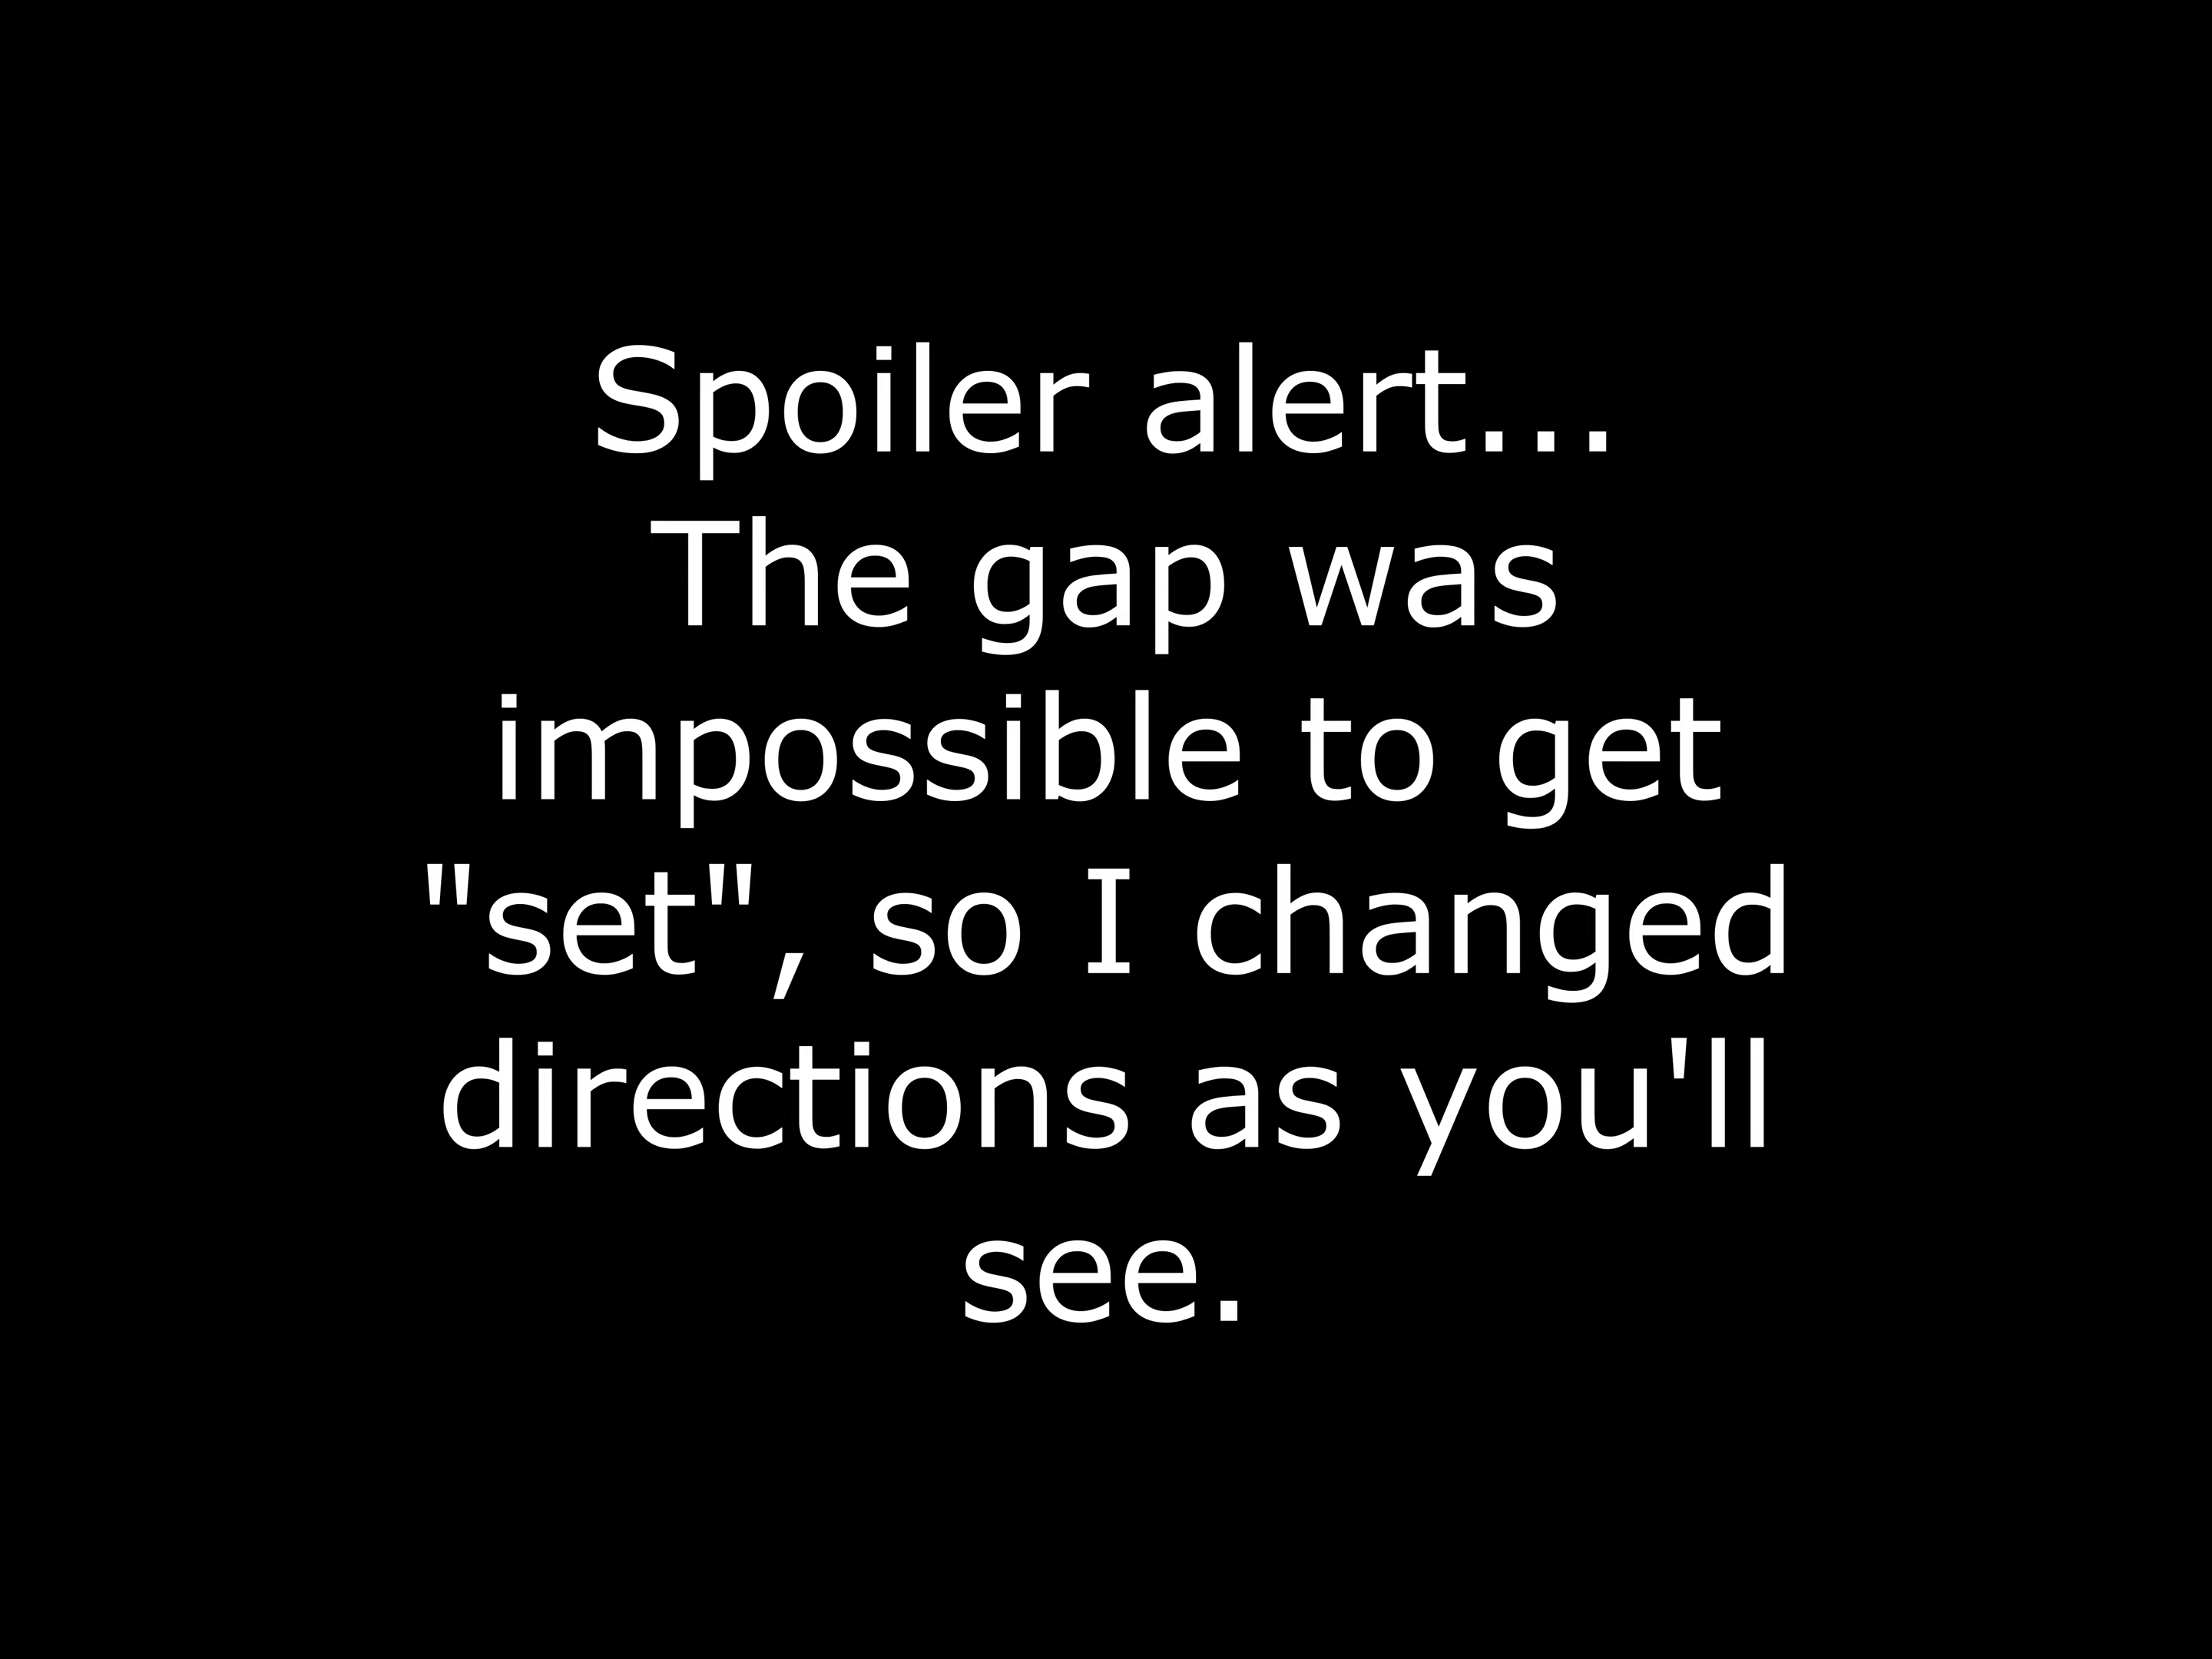 Spoiler alert...
The gap was
impossible to get
"set", so I changed
directions as you'll
see.